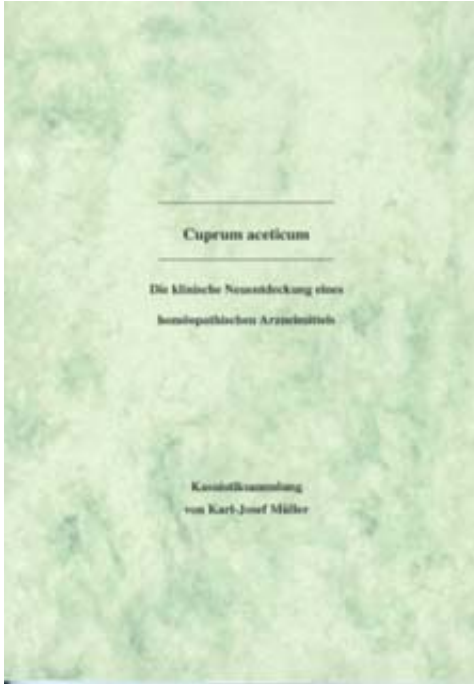 Cuprum aceticum
Die klinische Neuentdeckung eines
homöopathischen Arzneimittels
Kasuistiksammlung
von Karl-Josef Müller